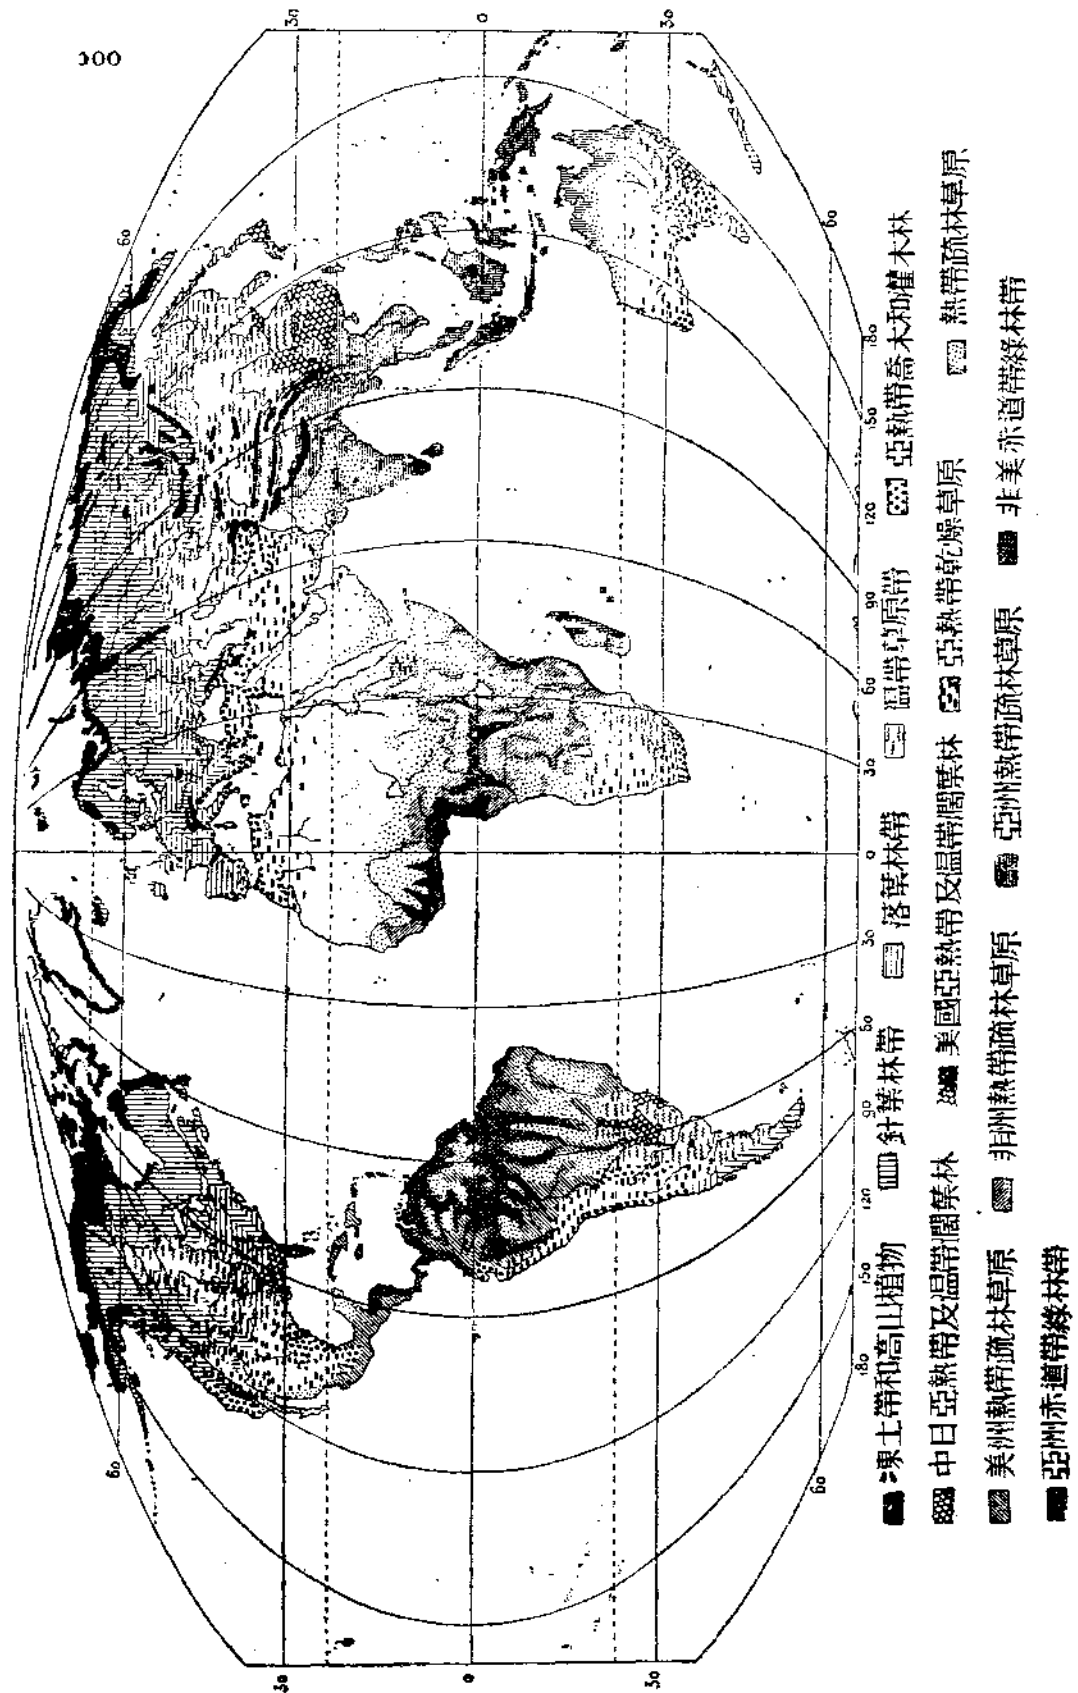 300
30
0
30
60
60
180
150
120
90
60
30
0
30
60
90
120
150
180
60
60
30
0
30
凍土帶和高山植物
針葉林帶
落葉林帶
溫帶草原帶
亞熱帶喬木和灌木林
中日亞熱帶及溫帶闊葉林
美國亞熱帶及溫帶闊葉林
亞熱帶乾燥草原
熱帶疏林草原
美洲熱帶疏林草原
非洲熱帶疏林草原
亞洲熱帶疏林草原
非美赤道帶綠林帶
亞洲赤道帶綠林帶